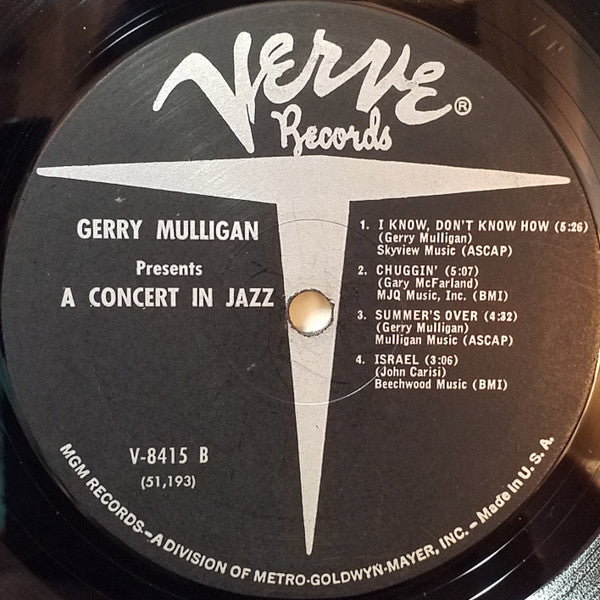 Verve®
Records
GERRY MULLIGAN
Presents
A CONCERT IN JAZZ
1. I KNOW, DON'T KNOW HOW (5:26)
(Gerry Mulligan)
Skyview Music (ASCAP)
2. CHUGGIN' (5:07)
(Gary McFarland)
MJQ Music, Inc. (BMI)
3. SUMMER'S OVER (4:32)
(Gerry Mulligan)
Mulligan Music (ASCAP)
4. ISRAEL (3:06)
(John Carisi)
Beechwood Music (BMI)
V-8415 B
(51,193)
MGM RECORDS—A DIVISION OF METRO-GOLDWYN-MAYER, INC. – Made in U.S.A.